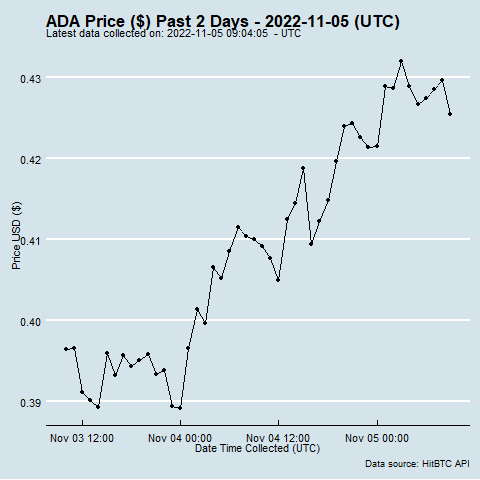 ADA Price ($) Past 2 Days - 2022-11-05 (UTC)
Latest data collected on: 2022-11-05 09:04:05 - UTC
0.43
0.42
0.41
0.40
0.39
Price USD ($)
Nov 03 12:00
Nov 04 00:00
Nov 04 12:00
Nov 05 00:00
Date Time Collected (UTC)
Data source: HitBTC API